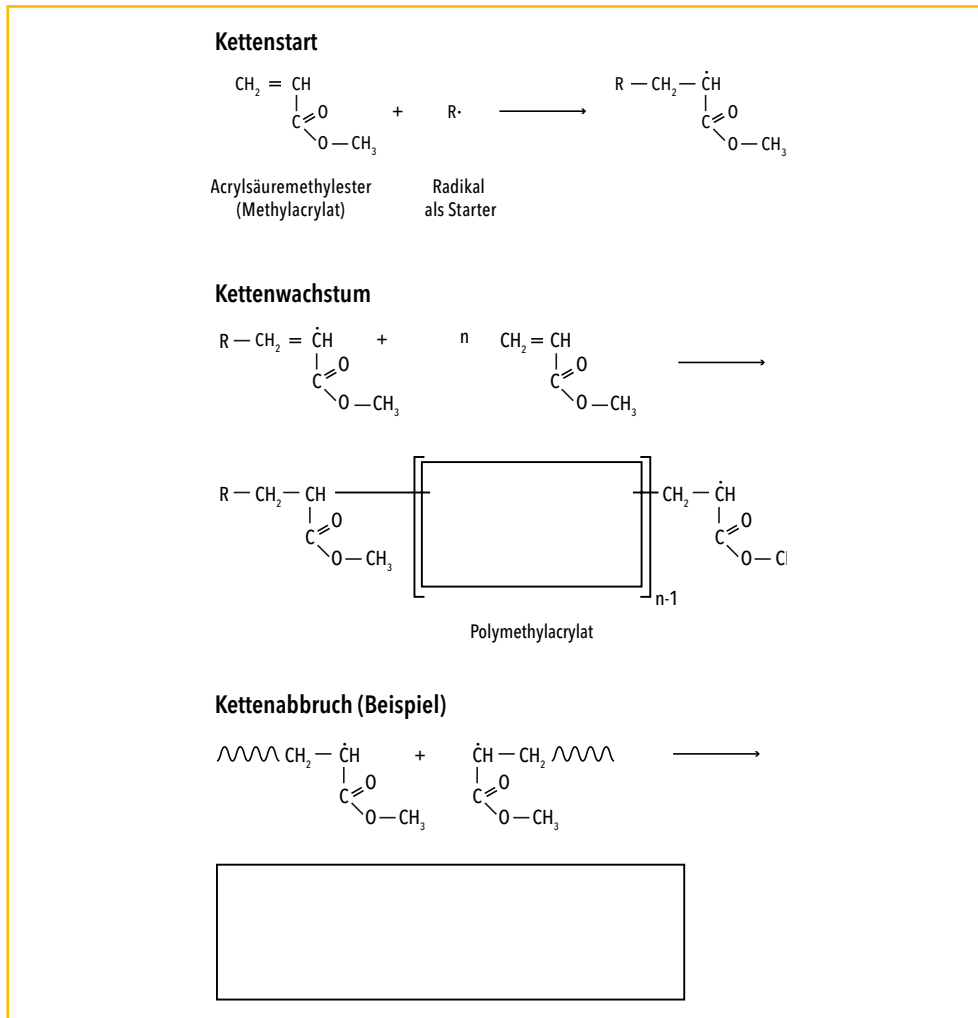 Kettenstart
CH₂ = CH
C
O
O — CH₃
+
R·
R — CH₂ — ĊH
C
O
O — CH₃
Acrylsäuremethylester
(Methylacrylat)
Radikal
als Starter
Kettenwachstum
R — CH₂ = ĊH
C
O
O — CH₃
+
n
CH₂ = CH
C
O
O — CH₃
R — CH₂ — CH
C
O
O — CH₃
n-1
CH₂ — ĊH
C
O
O — C
Polymethylacrylat
Kettenabbruch (Beispiel)
CH₂ — ĊH
C
O
O — CH₃
+
ĊH — CH₂
C
O
O — CH₃